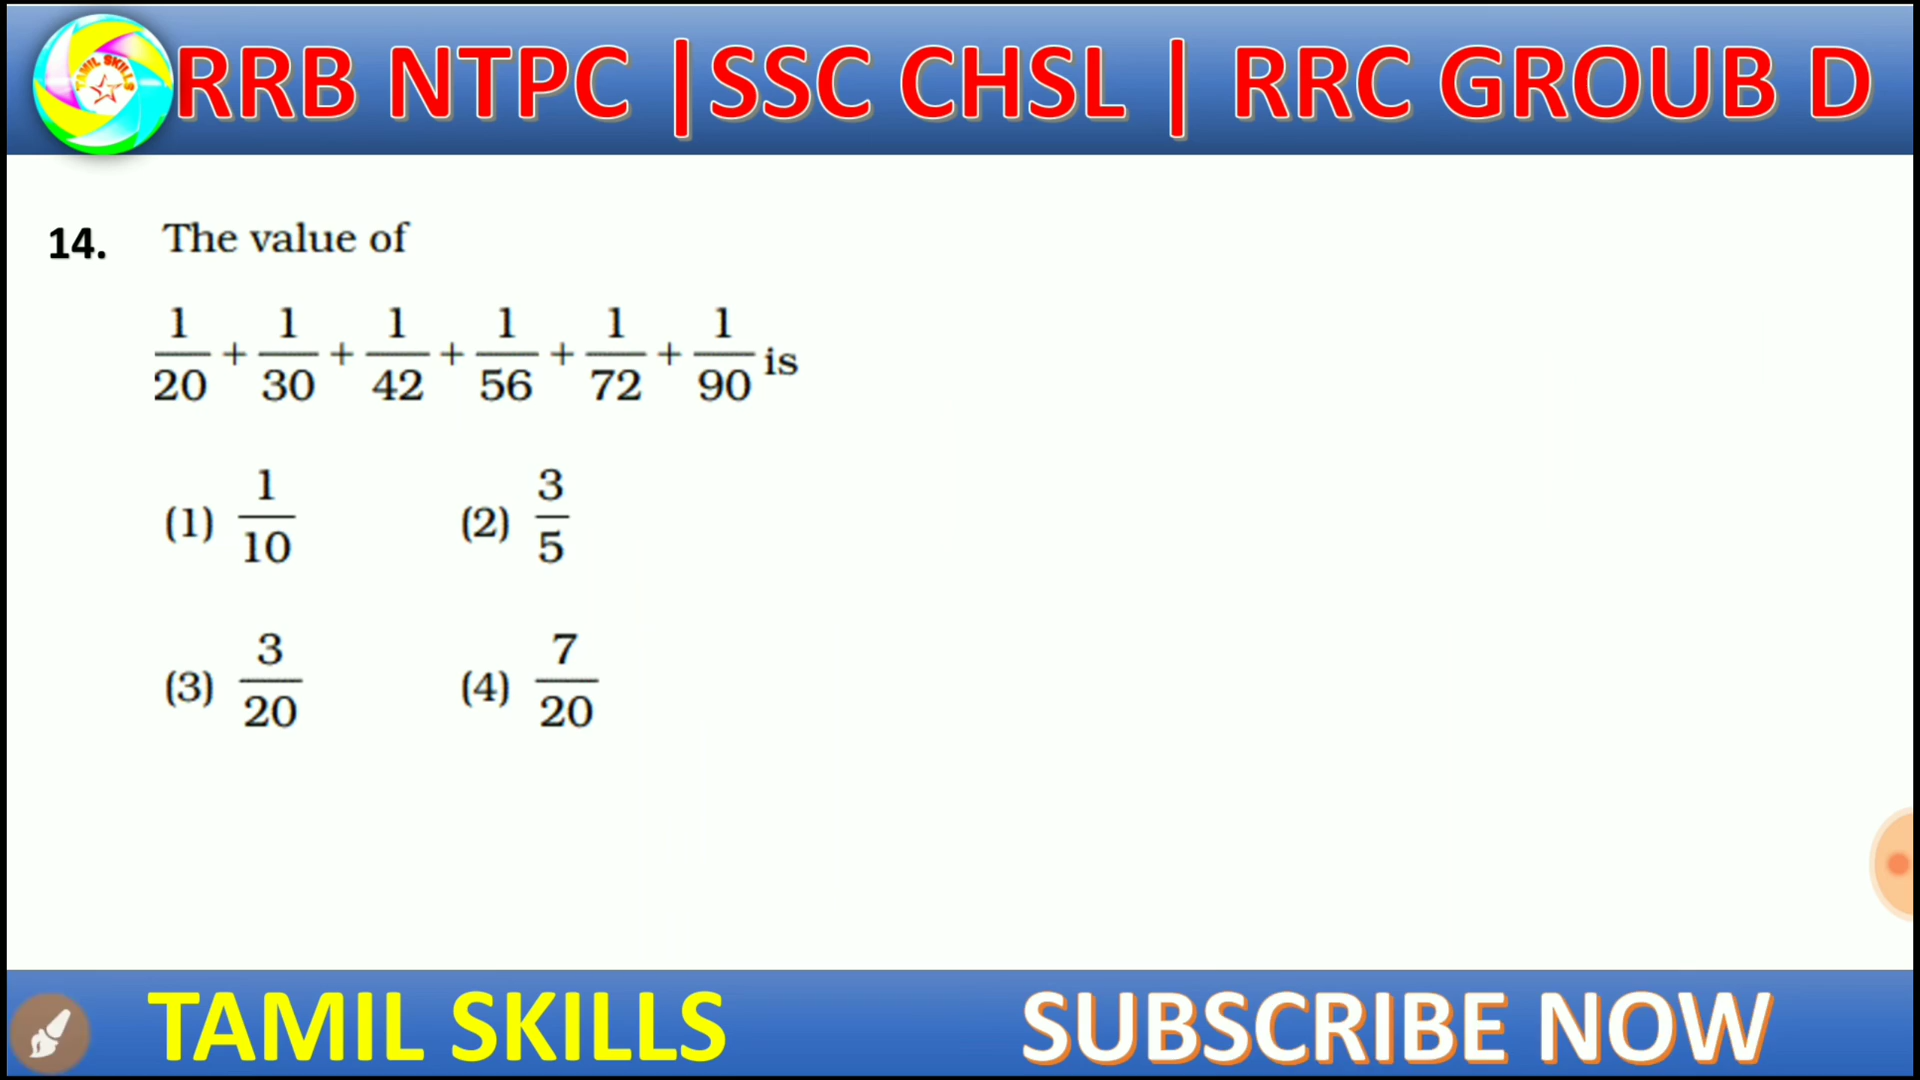 RRB NTPC |SSC CHSL | RRC GROUB D
TAMIL SKILLS
14. The value of
1/20 + 1/30 + 1/42 + 1/56 + 1/72 + 1/90 is
(1) 1/10 (2) 3/5
(3) 3/20 (4) 7/20
TAMIL SKILLS SUBSCRIBE NOW